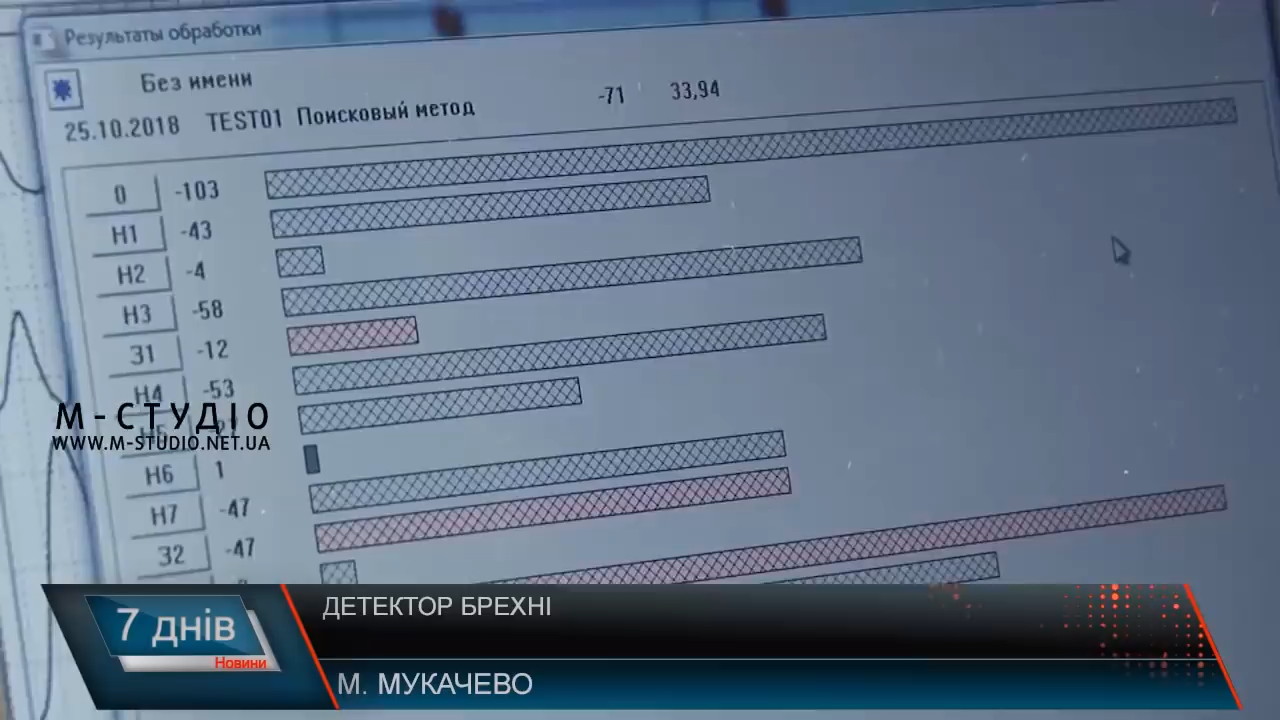 Результаты обработки
Без имени
25.10.2018 TEST01 Поисковый метод -71 33,94
0 -103
Н1 -43
Н2 -4
Н3 -58
З1 -12
Н4 -53
М-СТУДІО
WWW.M-STUDIO.NET.UA
Н6 1
Н7 -47
З2 -47
7 днів
Новини
ДЕТЕКТОР БРЕХНІ
М. МУКАЧЕВО